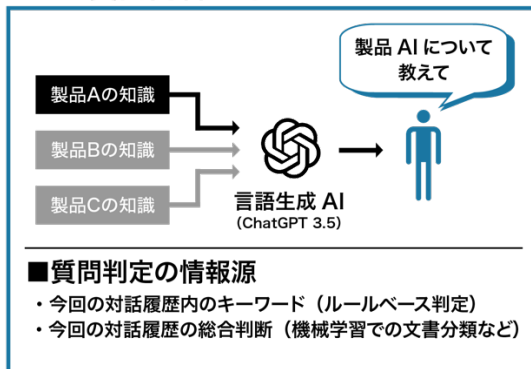 製品 AI について
教えて
製品Aの知識
製品Bの知識
製品Cの知識
言語生成 AI
(ChatGPT 3.5)
■質問判定の情報源
・今回の対話履歴内のキーワード（ルールベース判定）
・今回の対話履歴の総合判断（機械学習での文書分類など）